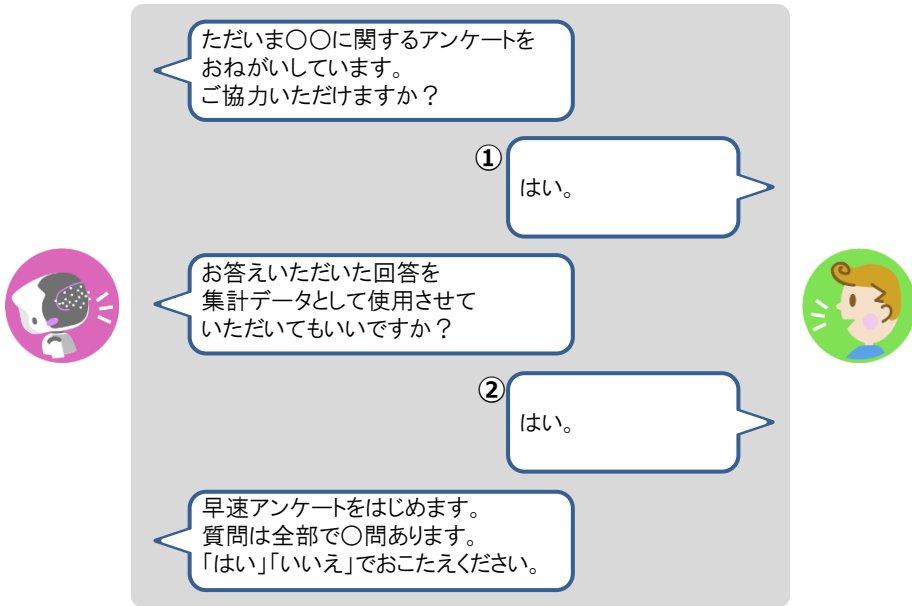 ただいま○○に関するアンケートを
おねがいしています。
ご協力いただけますか？
①
はい。
お答えいただいた回答を
集計データとして使用させて
いただいてもいいですか？
②
はい。
早速アンケートをはじめます。
質問は全部で○問あります。
「はい」「いいえ」でおこたえください。